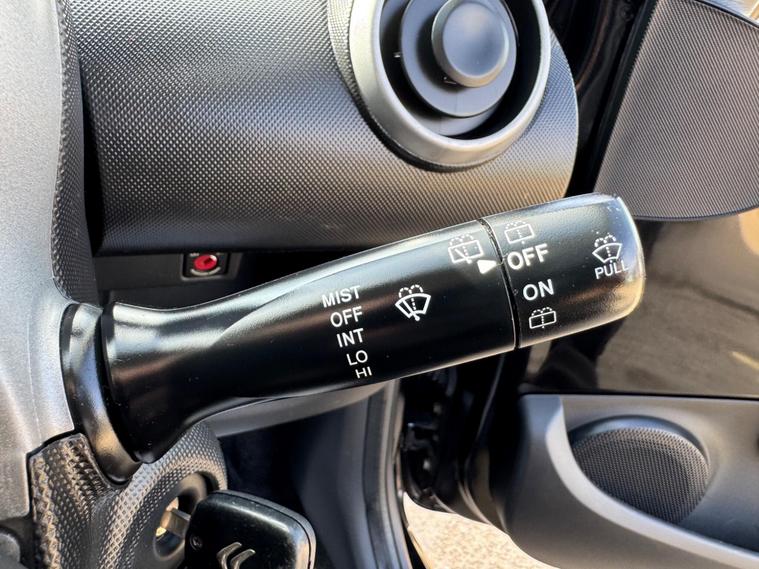 MIST
OFF
INT
LO
HI
OFF
ON
PULL